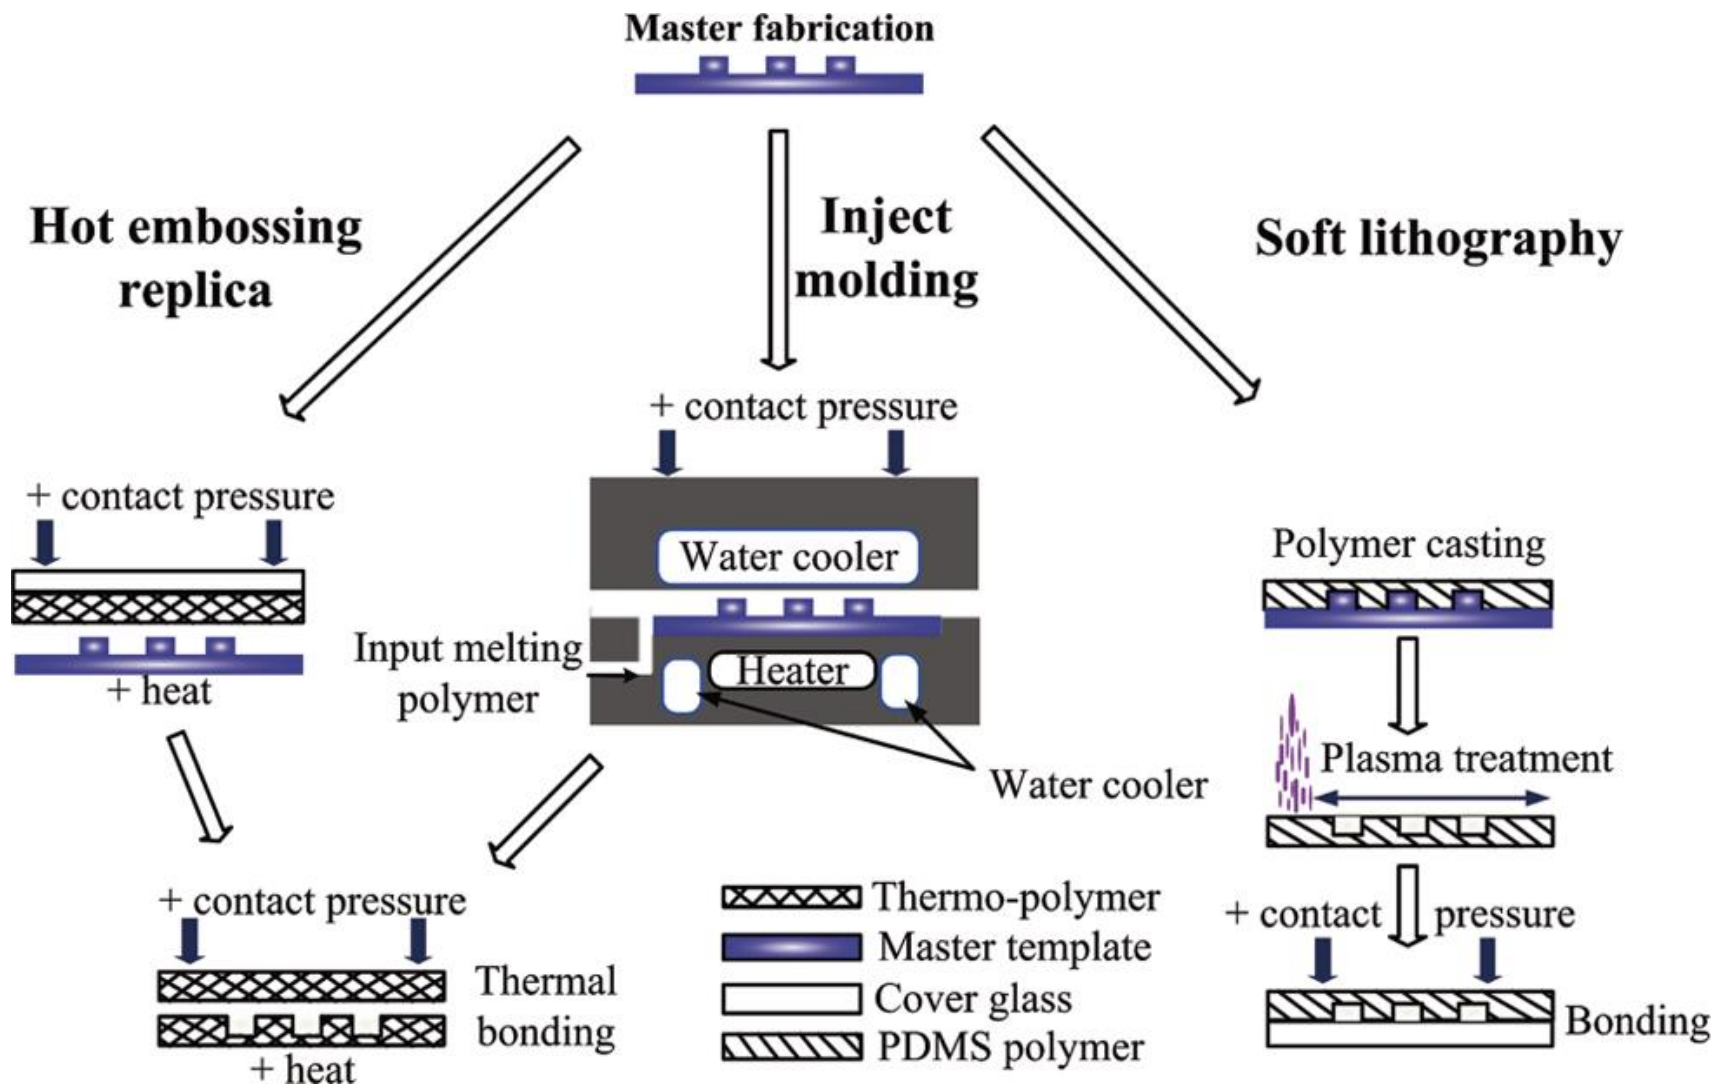 Master fabrication
Hot embossing
replica
Inject
molding
Soft lithography
+ contact pressure
+ heat
+ contact pressure
Water cooler
Input melting
polymer
Heater
Water cooler
Polymer casting
Plasma treatment
+ contact pressure
Bonding
+ contact pressure
Thermal
bonding
+ heat
Thermo-polymer
Master template
Cover glass
PDMS polymer